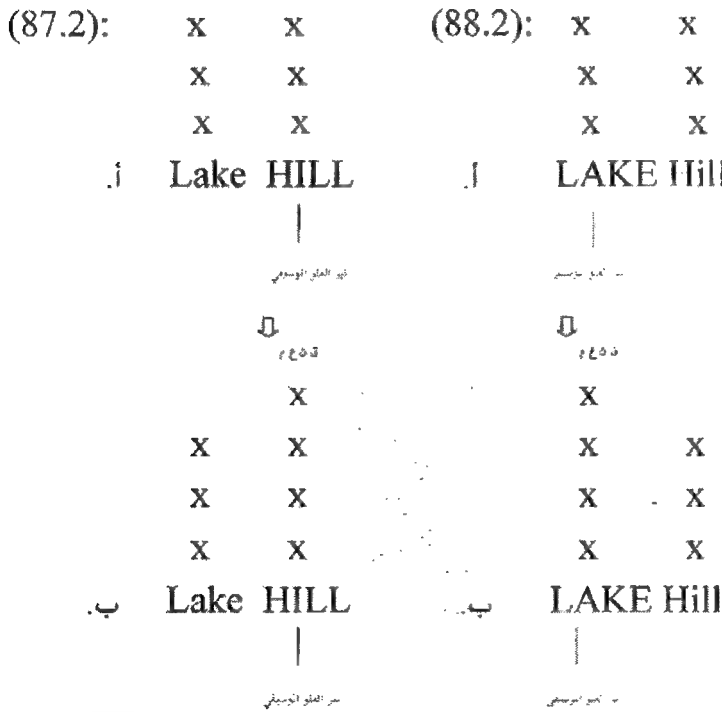 (87.2): x x (88.2): x x
x x x x
x x x x
أ. Lake HILL أ. LAKE Hill
x x
x x x x
x x x x
x x x x
ب. Lake HILL ب. LAKE Hill